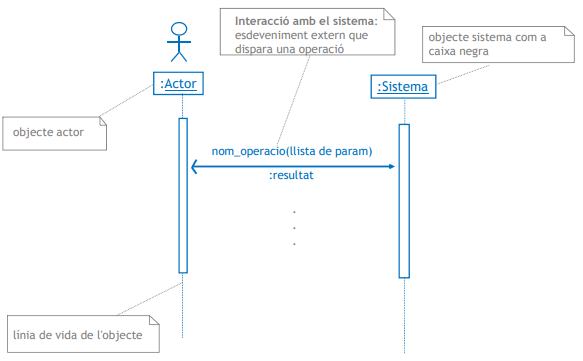 Interacció amb el sistema:
esdeveniment extern que
dispara una operació
objecte sistema com a
caixa negra
:Actor
:Sistema
objecte actor
nom_operacio(llista de param)
:resultat
línia de vida de l'objecte